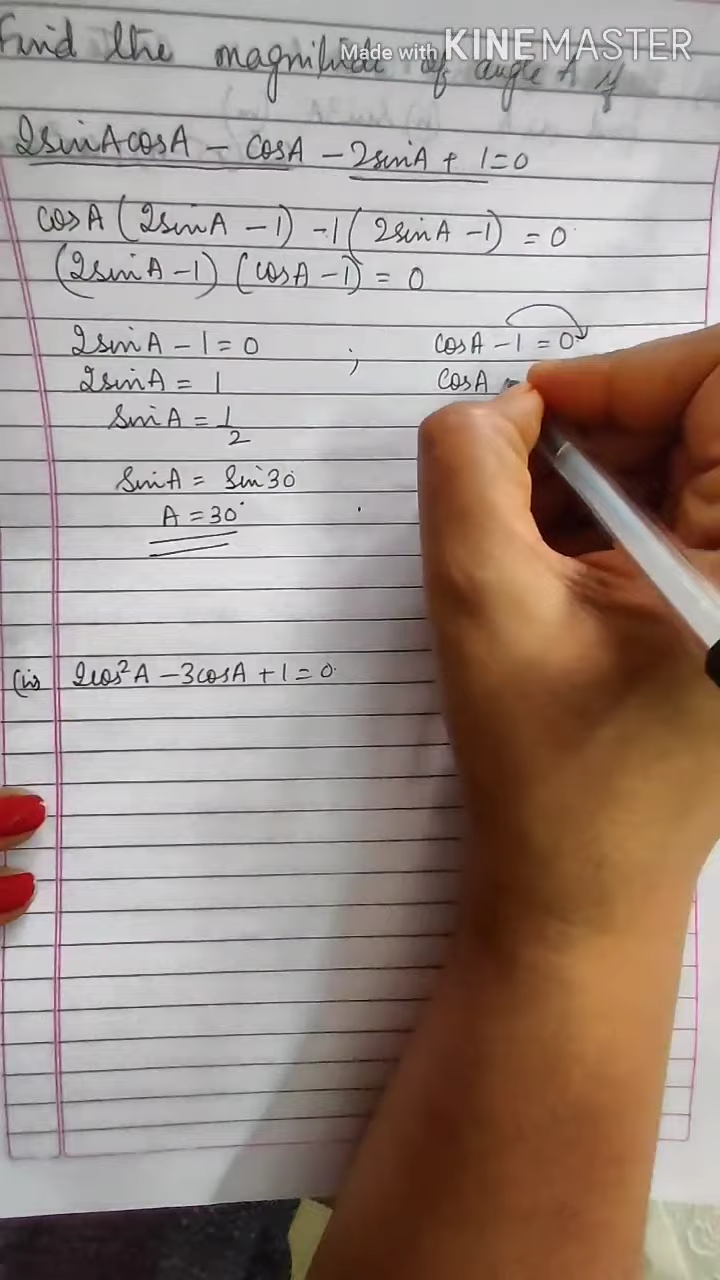 Find the magnitude of angle A if
Made with KINEMASTER
2sinAcosA - cosA - 2sinA + 1=0
cosA (2sinA - 1) -1( 2sinA -1) = 0
(2sinA-1) (cosA-1) = 0
2sinA - 1 = 0 ; cosA - 1 = 0
2sinA = 1 cosA =
sinA = 1/2
sinA = sin30°
A = 30°
2cos²A - 3cosA + 1 = 0